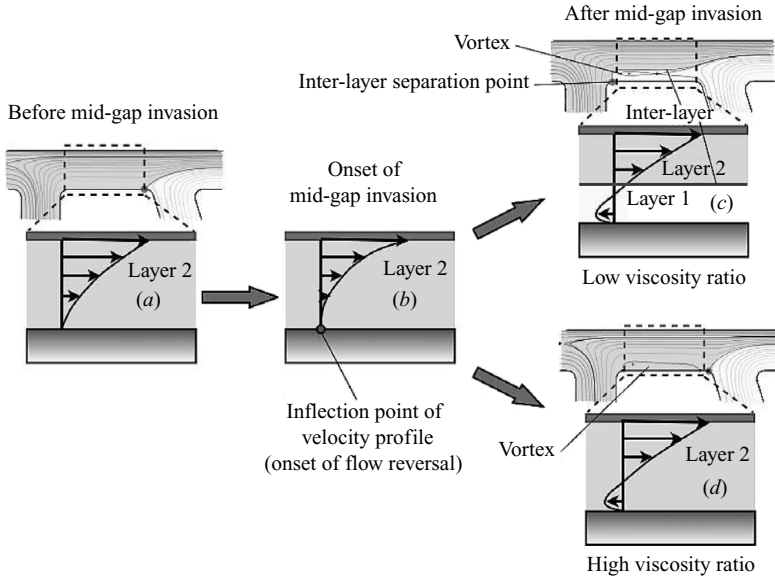 Before mid-gap invasion
Layer 2
(a)
Onset of
mid-gap invasion
Layer 2
(b)
Inflection point of
velocity profile
(onset of flow reversal)
After mid-gap invasion
Vortex
Inter-layer separation point
Inter-layer
Layer 2
Layer 1
(c)
Low viscosity ratio
Vortex
Layer 2
(d)
High viscosity ratio